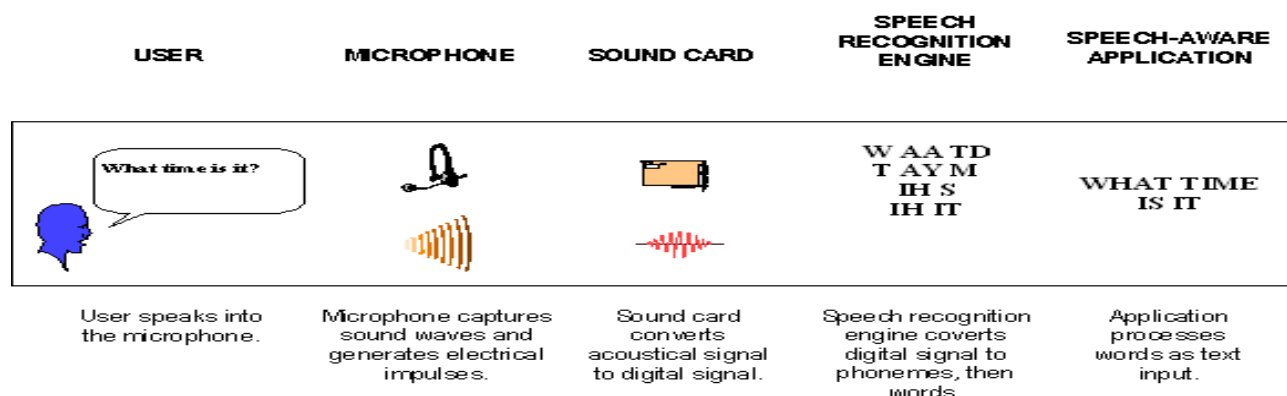 USER
MICROPHONE
SOUND CARD
SPEECH
RECOGNITION
ENGINE
SPEECH-AWARE
APPLICATION
What time is it?
W AA TD
T AY M
IH S
IH IT
WHAT TIME
IS IT
User speaks into
the microphone.
Microphone captures
sound waves and
generates electrical
impulses.
Sound card
converts
acoustical signal
to digital signal.
Speech recognition
engine coverts
digital signal to
phonemes, then
words
Application
processes
words as text
input.